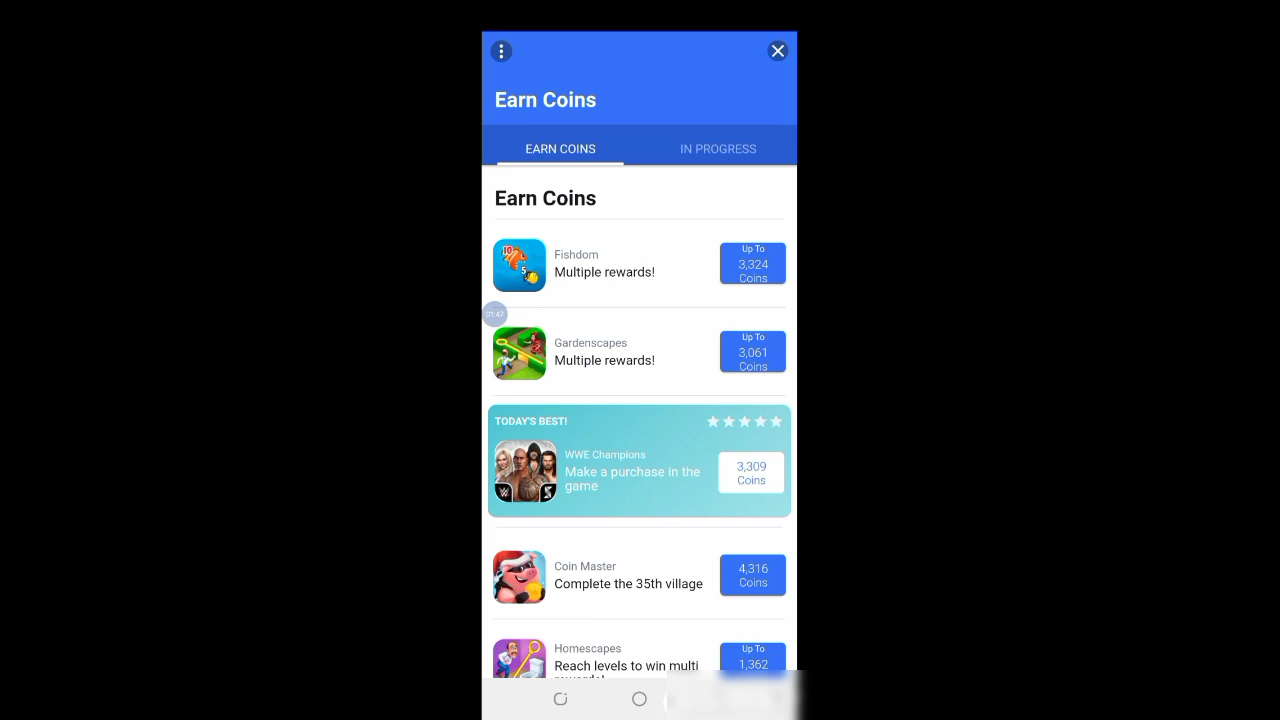 Earn Coins
EARN COINS
IN PROGRESS
Earn Coins
Fishdom
Multiple rewards!
Up To
3,324
Coins
01:47
Gardenscapes
Multiple rewards!
Up To
3,061
Coins
TODAY'S BEST!
WWE Champions
Make a purchase in the
game
3,309
Coins
Coin Master
Complete the 35th village
4,316
Coins
Homescapes
Reach levels to win multi
Up To
1,362